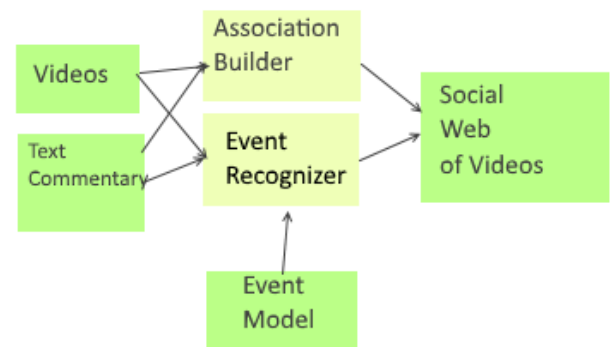 Videos
Text
Commentary
Association
Builder
Event
Recognizer
Event
Model
Social
Web
of Videos